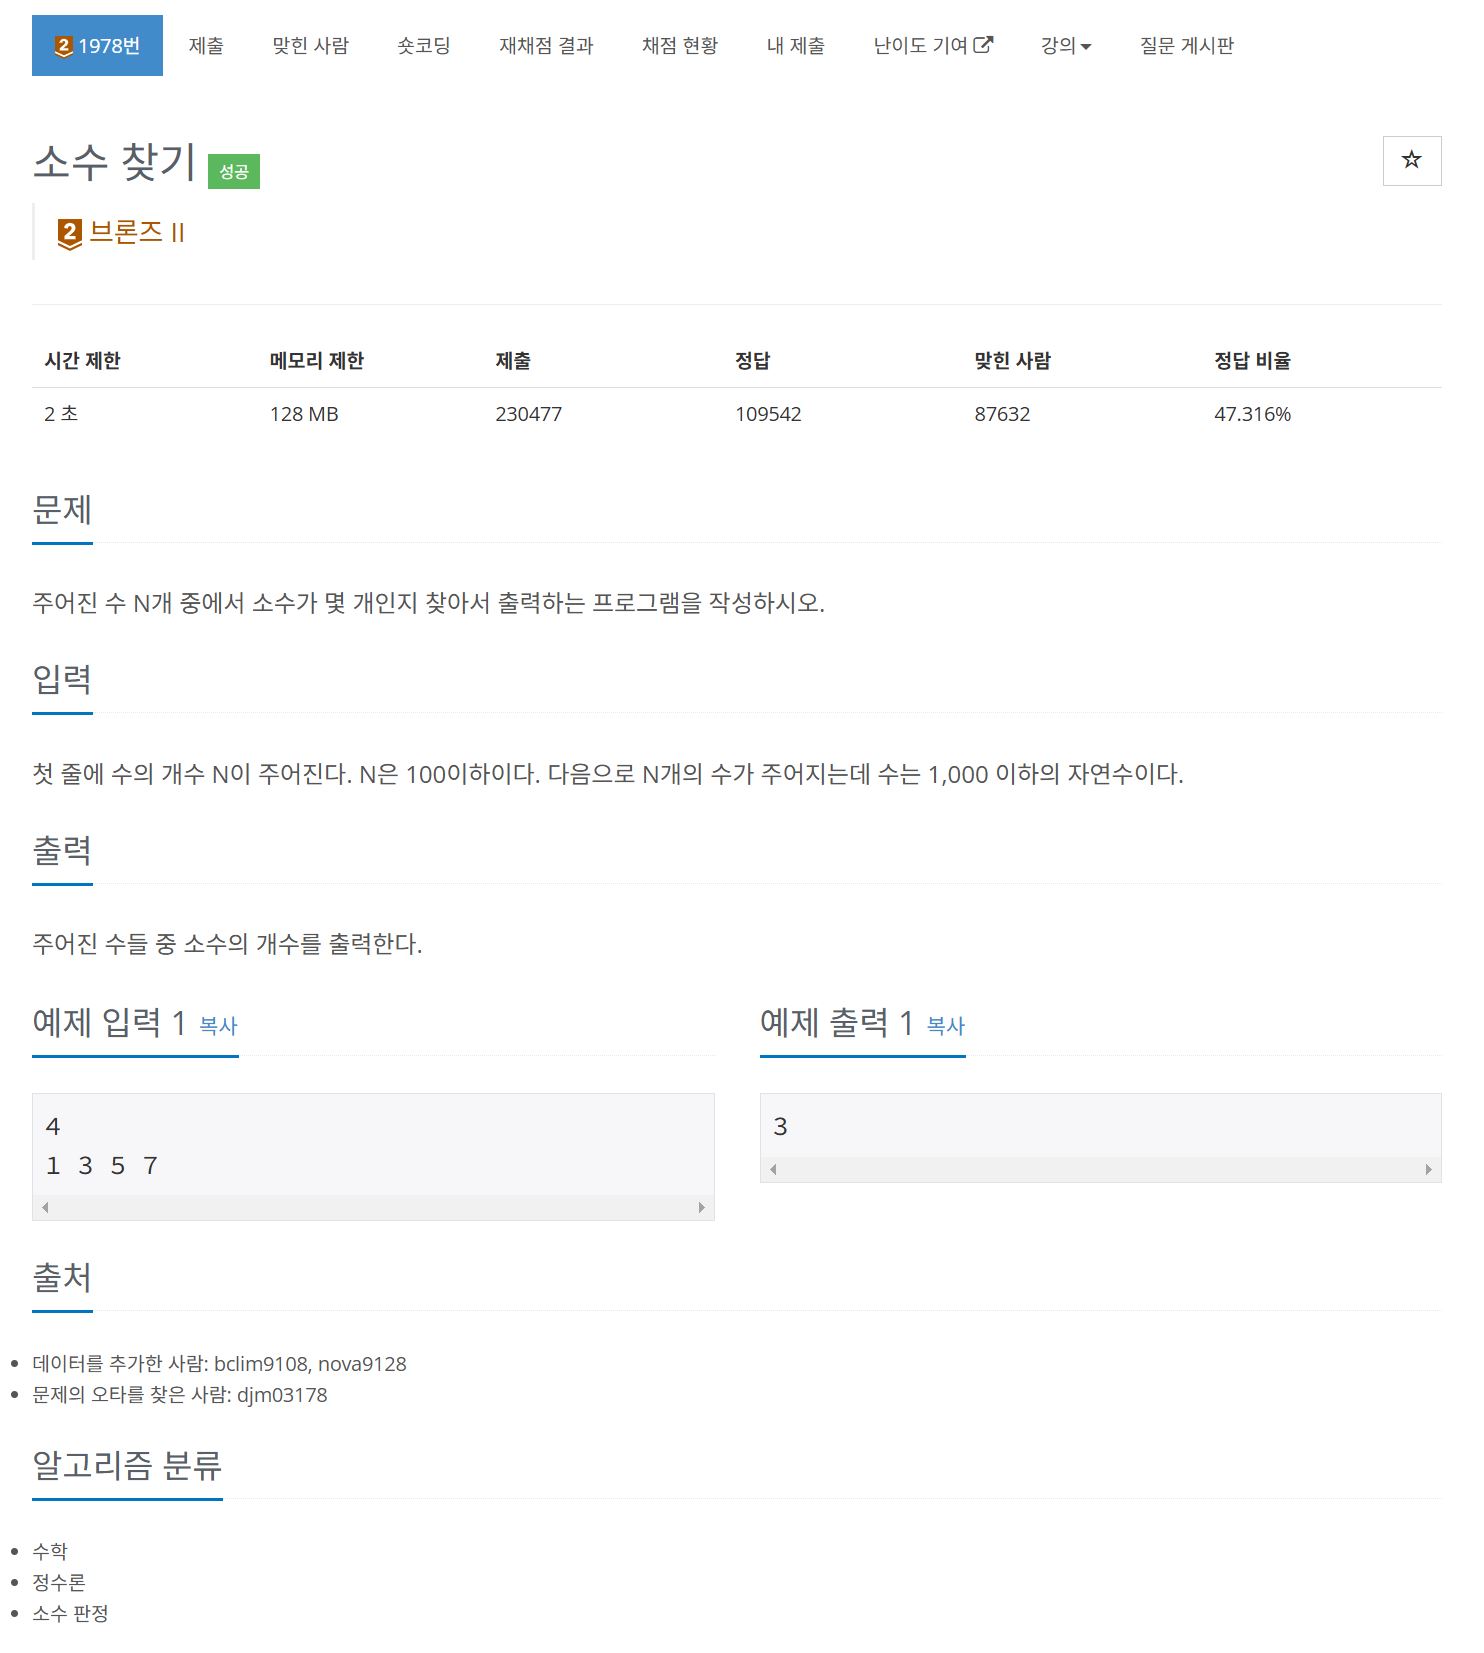 2 1978번 제출 맞힌 사람 숏코딩 재채점 결과 채점 현황 내 제출 난이도 기여 강의 질문 게시판
소수 찾기 성공
2 브론즈 II
시간 제한 메모리 제한 제출 정답 맞힌 사람 정답 비율
2 초 128 MB 230477 109542 87632 47.316%
문제
주어진 수 N개 중에서 소수가 몇 개인지 찾아서 출력하는 프로그램을 작성하시오.
입력
첫 줄에 수의 개수 N이 주어진다. N은 100이하이다. 다음으로 N개의 수가 주어지는데 수는 1,000 이하의 자연수이다.
출력
주어진 수들 중 소수의 개수를 출력한다.
예제 입력 1 복사
4
1 3 5 7
예제 출력 1 복사
3
출처
데이터를 추가한 사람: bclim9108, nova9128
문제의 오타를 찾은 사람: djm03178
알고리즘 분류
수학
정수론
소수 판정